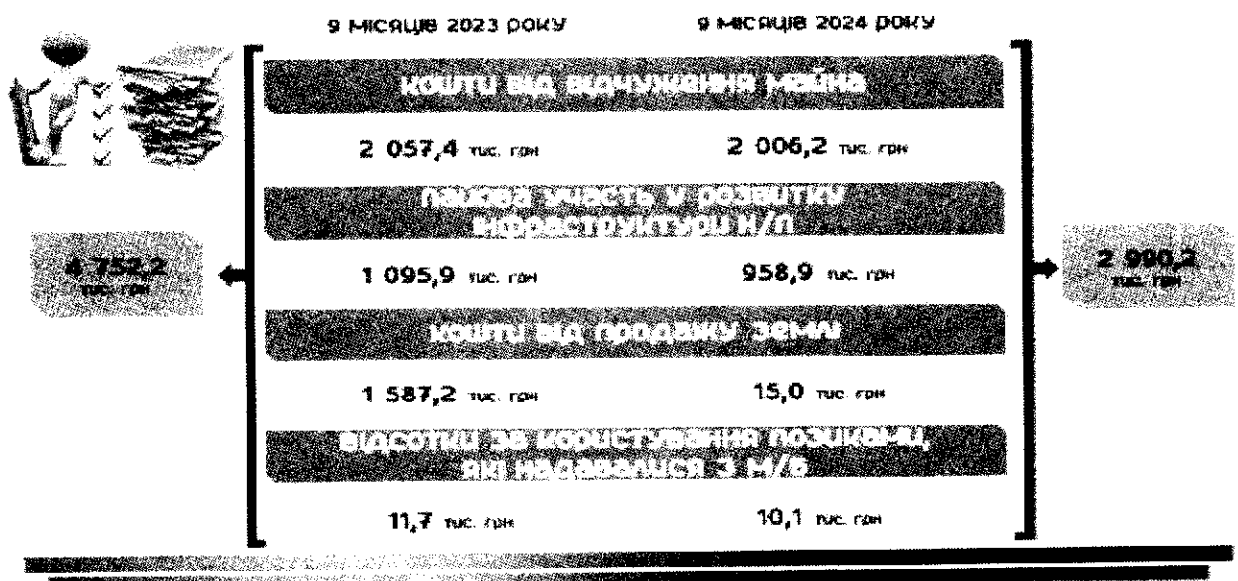 9 місяців 2023 року 9 місяців 2024 року
кошти від відчуження майна
2 057,4 тис. грн 2 006,2 тис. грн
пайова участь у розвитку
інфраструктури н/п
4 752,2
тис. грн
1 095,9 тис. грн 958,9 тис. грн
2 990,2
тис. грн
кошти від продажу землі
1 587,2 тис. грн 15,0 тис. грн
відсотки за користування позиками,
які надавалися з м/б
11,7 тис. грн 10,1 тис. грн